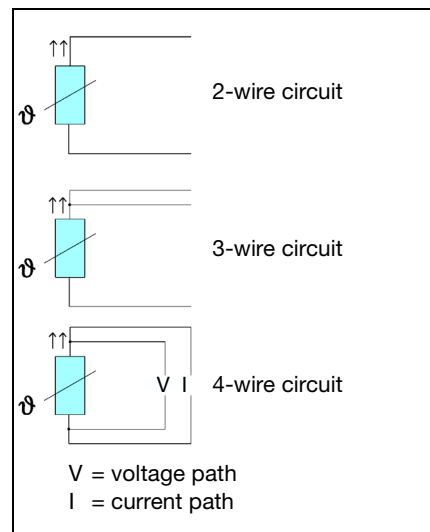 ↑↑
2-wire circuit
ϑ
↑↑
3-wire circuit
ϑ
↑↑
V I 4-wire circuit
ϑ
V = voltage path
I = current path